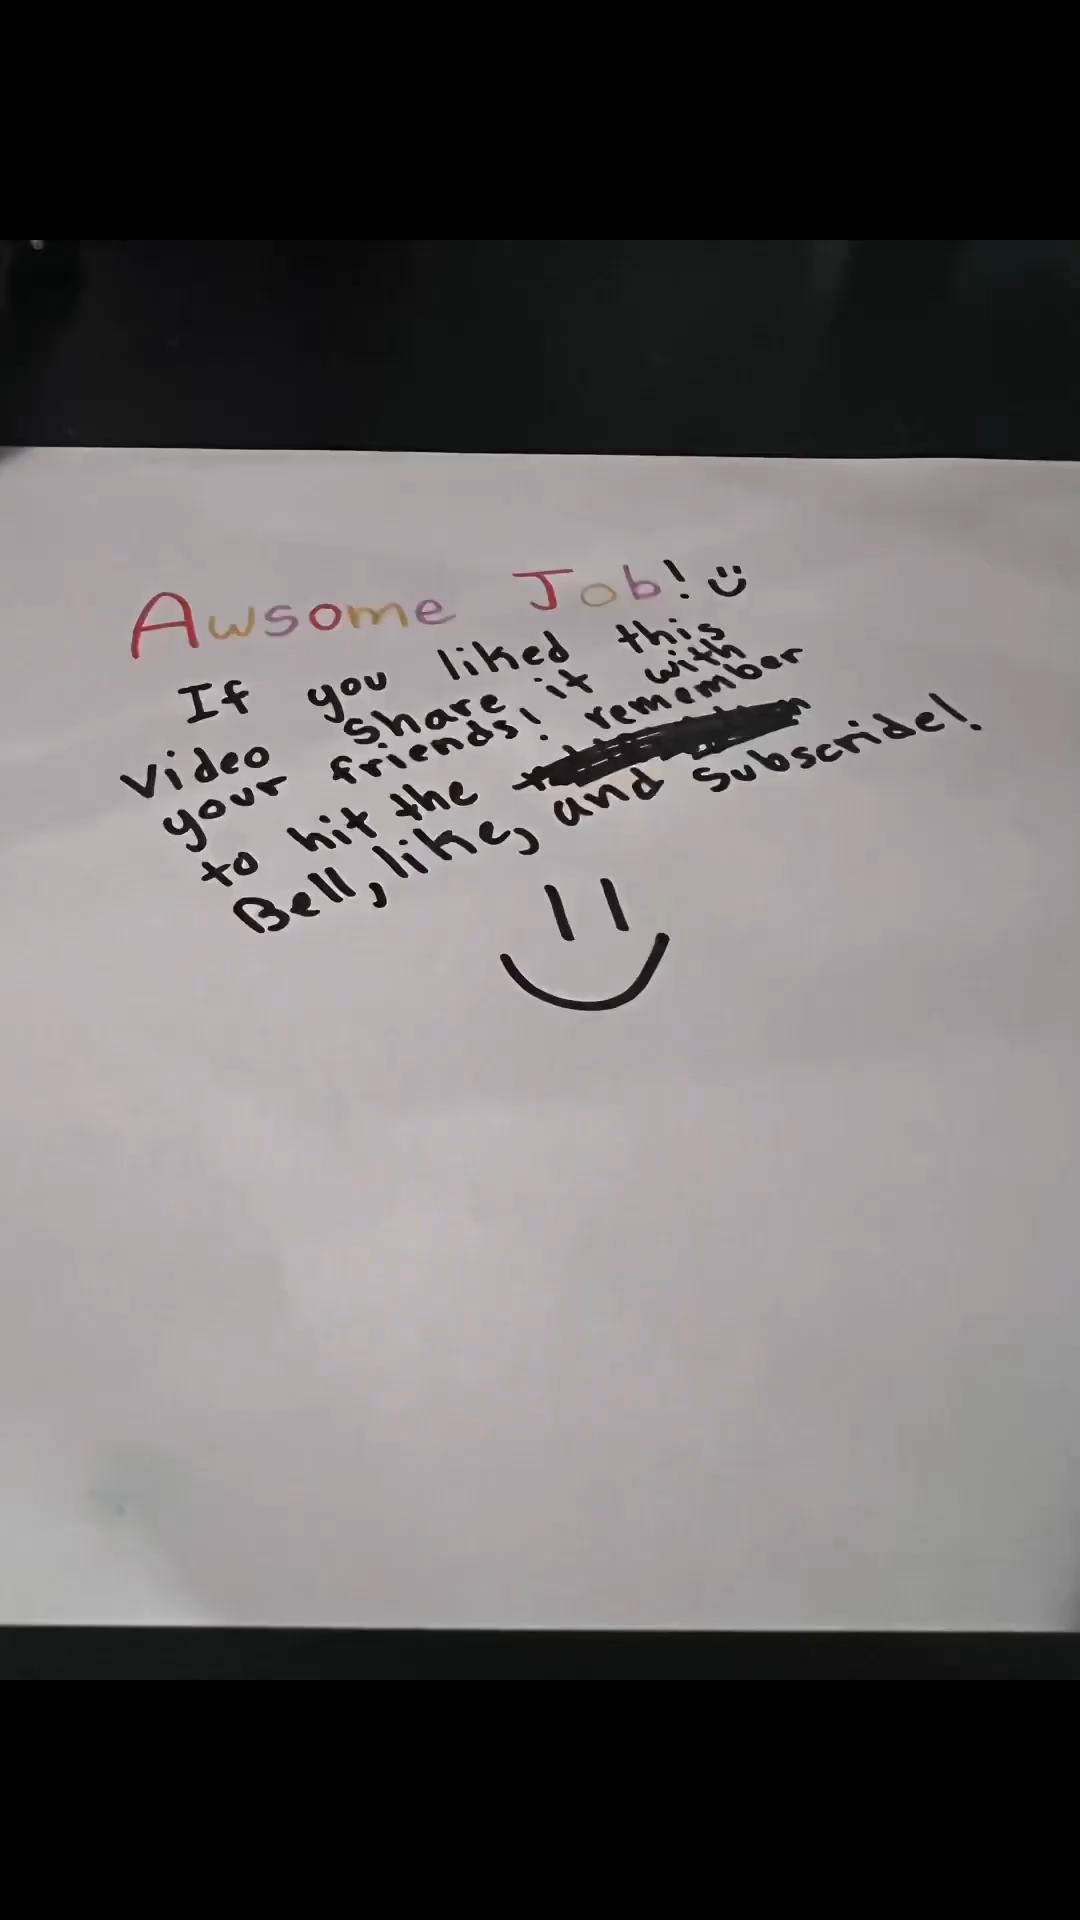 Awsome Job! :)
If you liked this
video share it with
your friends! remember
to hit the
Bell, like, and subscride!